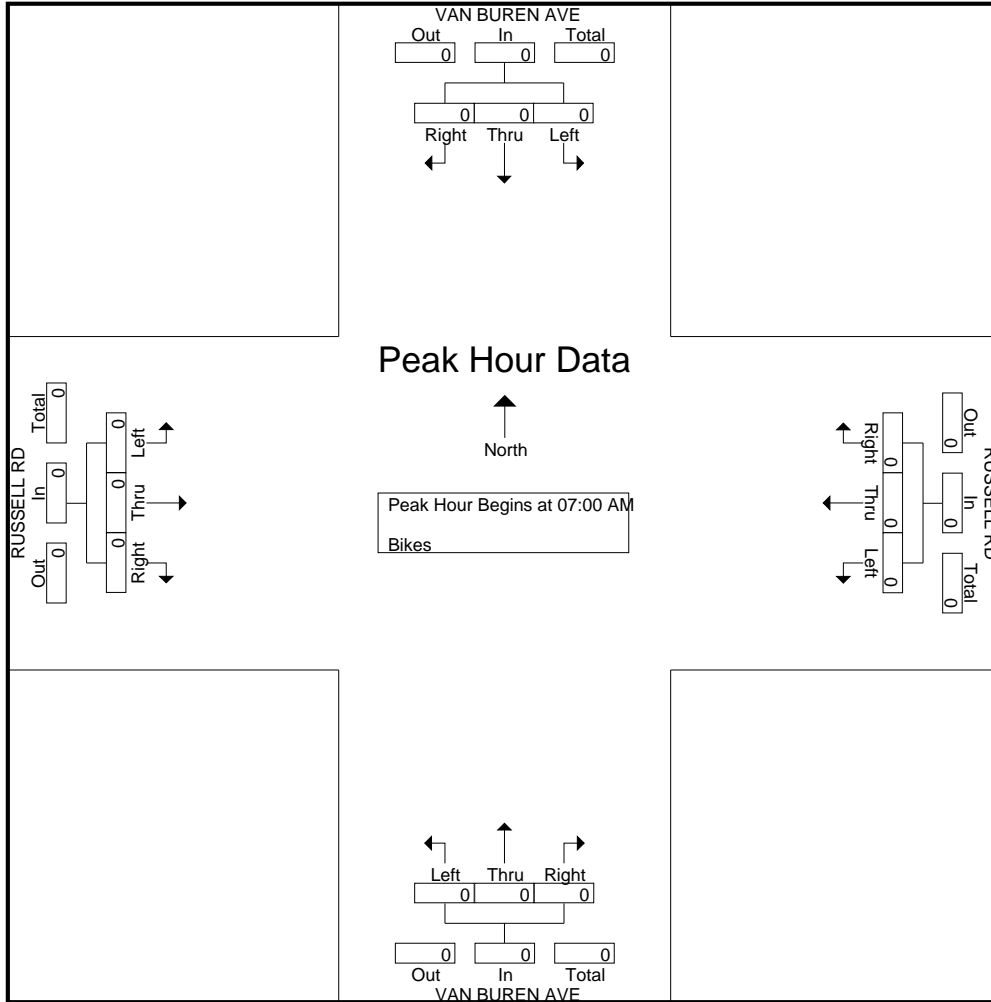 VAN BUREN AVE
Out In Total
0 0 0
0 0 0
Right Thru Left
Peak Hour Data
North
Peak Hour Begins at 07:00 AM
Bikes
RUSSELL RD
Out In Total
0 0 0
0 0 0
Right Thru Left
RUSSELL RD
Total In Out
0 0 0
0 0 0
Left Thru Right
Left Thru Right
0 0 0
0 0 0
Out In Total
VAN BUREN AVE